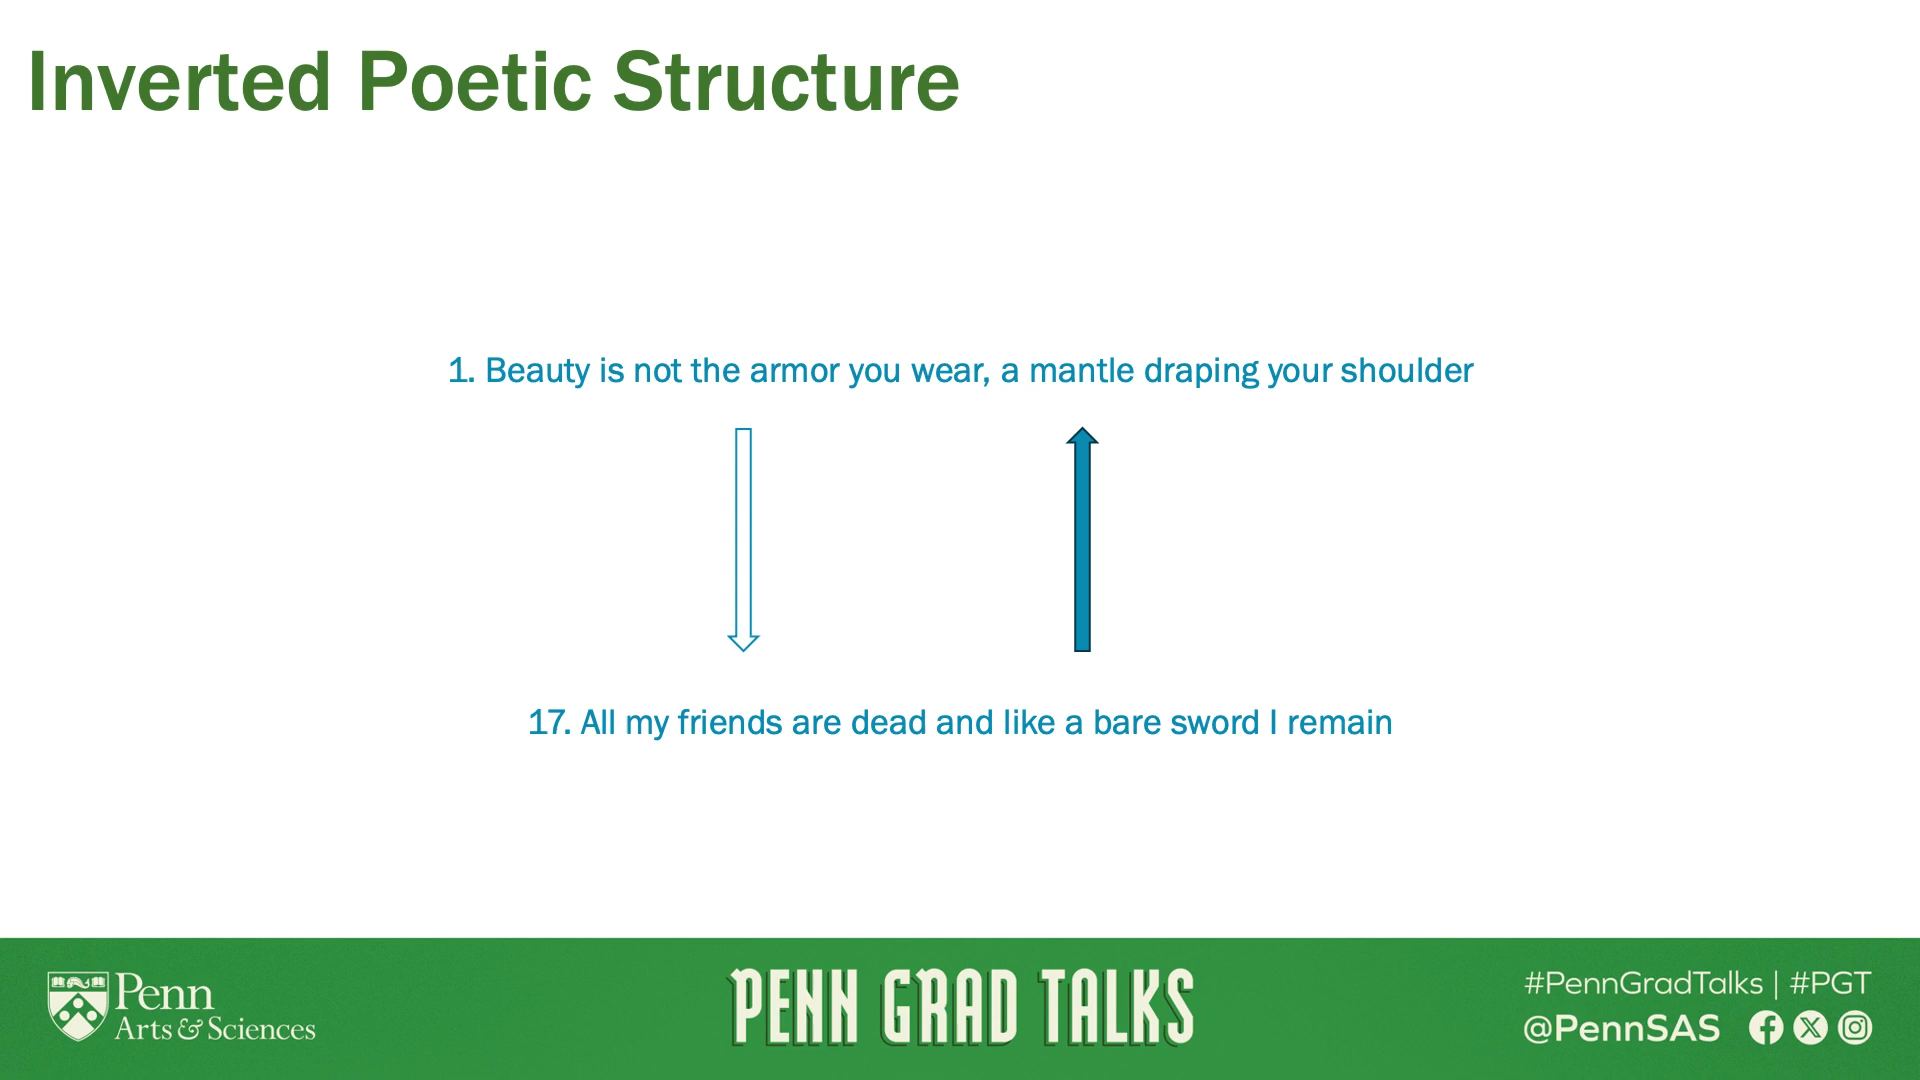 Inverted Poetic Structure
1. Beauty is not the armor you wear, a mantle draping your shoulder
17. All my friends are dead and like a bare sword I remain
Penn
Arts & Sciences
PENN GRAD TALKS
#PennGradTalks | #PGT
@PennSAS